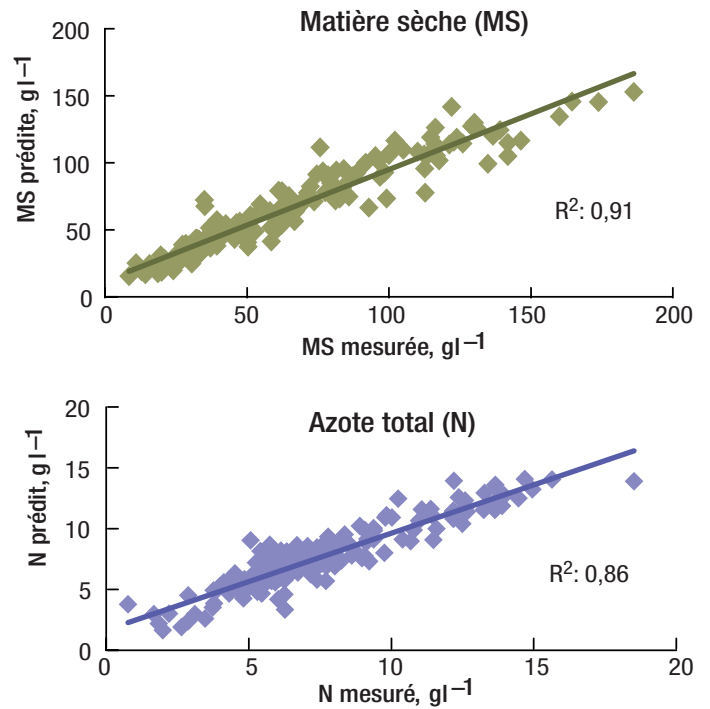 Matière sèche (MS)
MS prédite, g l⁻¹
200
150
100
50
0
R²: 0,91
0 50 100 150 200
MS mesurée, gl⁻¹
Azote total (N)
N prédit, g l⁻¹
20
15
10
5
0
R²: 0,86
0 5 10 15 20
N mesuré, gl⁻¹